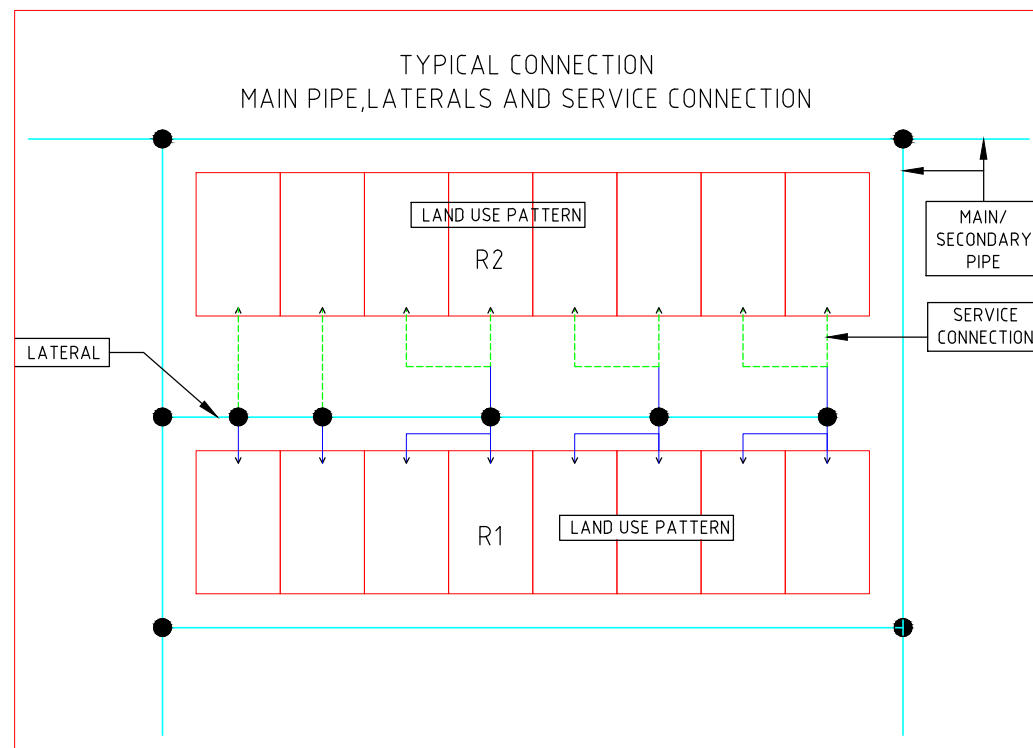 TYPICAL CONNECTION
MAIN PIPE,LATERALS AND SERVICE CONNECTION
LAND USE PATTERN
R2
MAIN/
SECONDARY
PIPE
SERVICE
CONNECTION
LATERAL
LAND USE PATTERN
R1